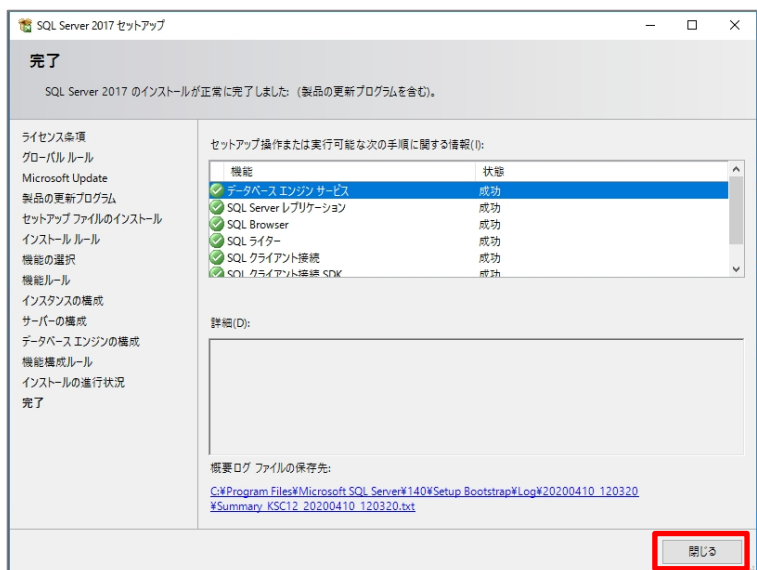 SQL Server 2017 セットアップ
完了
SQL Server 2017 のインストールが正常に完了しました: (製品の更新プログラムを含む)。
ライセンス条項
グローバル ルール
Microsoft Update
製品の更新プログラム
セットアップ ファイルのインストール
インストール ルール
機能の選択
機能ルール
インスタンスの構成
サーバーの構成
データベース エンジンの構成
機能構成ルール
インストールの進行状況
完了
セットアップ操作または実行可能な次の手順に関する情報(I):
機能 状態
データベース エンジン サービス 成功
SQL Server レプリケーション 成功
SQL Browser 成功
SQL ライター 成功
SQL クライアント接続 成功
SQL クライアント接続 SDK 成功
詳細(D):
概要ログ ファイルの保存先:
C:¥Program Files¥Microsoft SQL Server¥140¥Setup Bootstrap¥Log¥20200410_120320
¥Summary_KSC12_20200410_120320.txt
閉じる